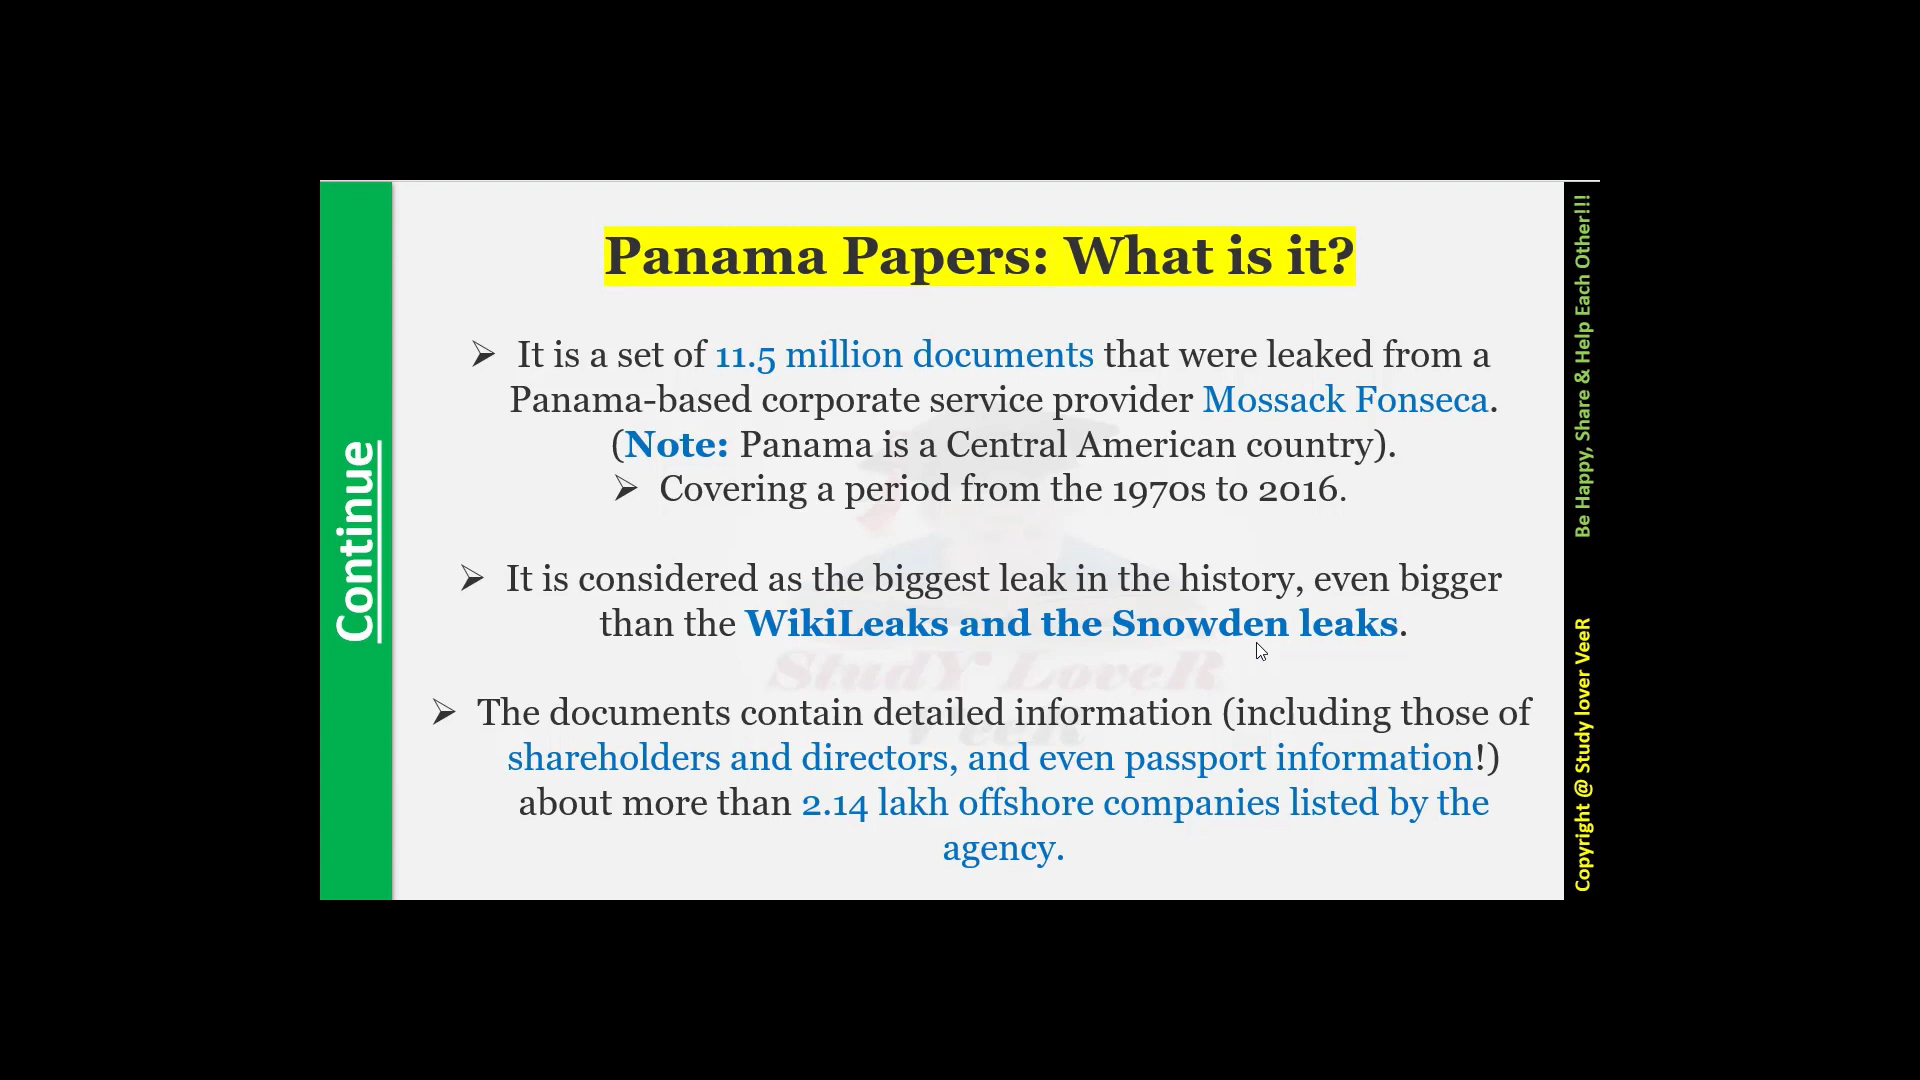 Continue
Panama Papers: What is it?
➢ It is a set of 11.5 million documents that were leaked from a
Panama-based corporate service provider Mossack Fonseca.
(Note: Panama is a Central American country).
➢ Covering a period from the 1970s to 2016.
➢ It is considered as the biggest leak in the history, even bigger
than the WikiLeaks and the Snowden leaks.
➢ The documents contain detailed information (including those of
shareholders and directors, and even passport information!)
about more than 2.14 lakh offshore companies listed by the
agency.
StudY LoveR
VeeR
Copyright @ Study lover VeeR
Be Happy, Share & Help Each Other!!!